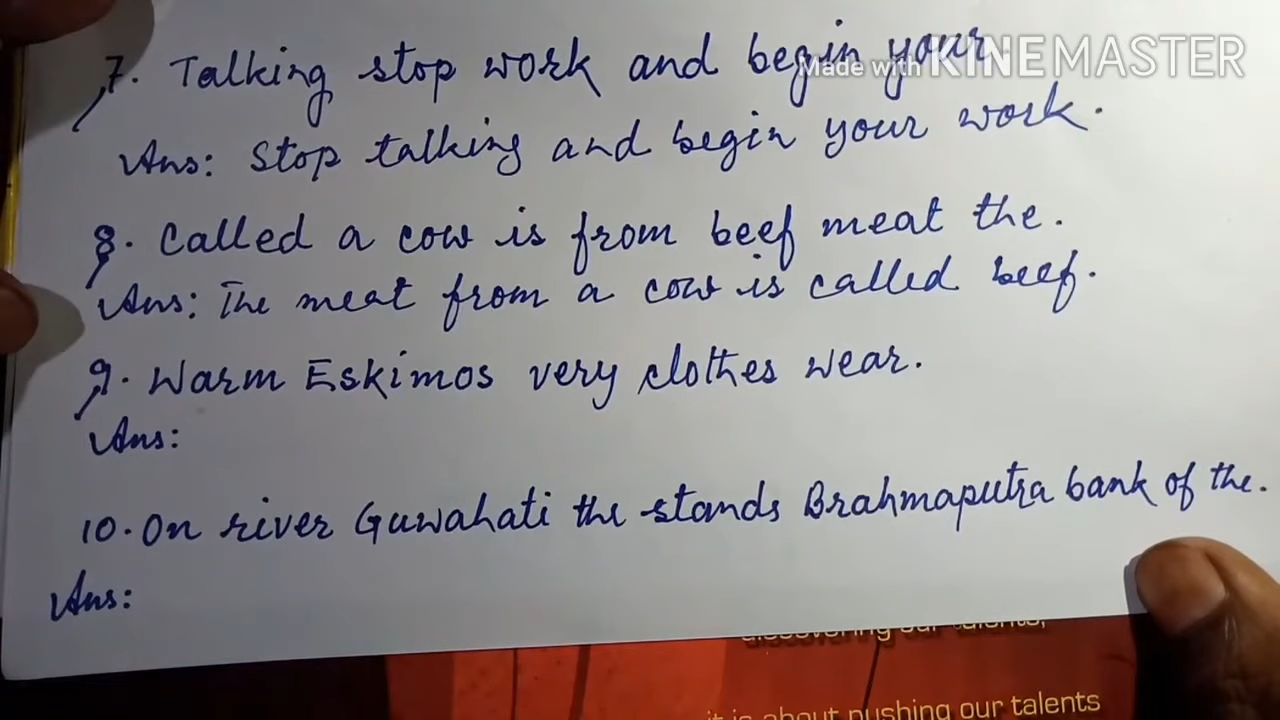 Made with KINEMASTER
7. Talking stop work and begin your
Ans: Stop talking and begin your work.
8. Called a cow is from beef meat the.
Ans: The meat from a cow is called beef.
9. Warm Eskimos very clothes wear.
Ans:
10. On river Guwahati the stands Brahmaputra bank of the.
Ans:
discovering our talents,
it is about pushing our talents